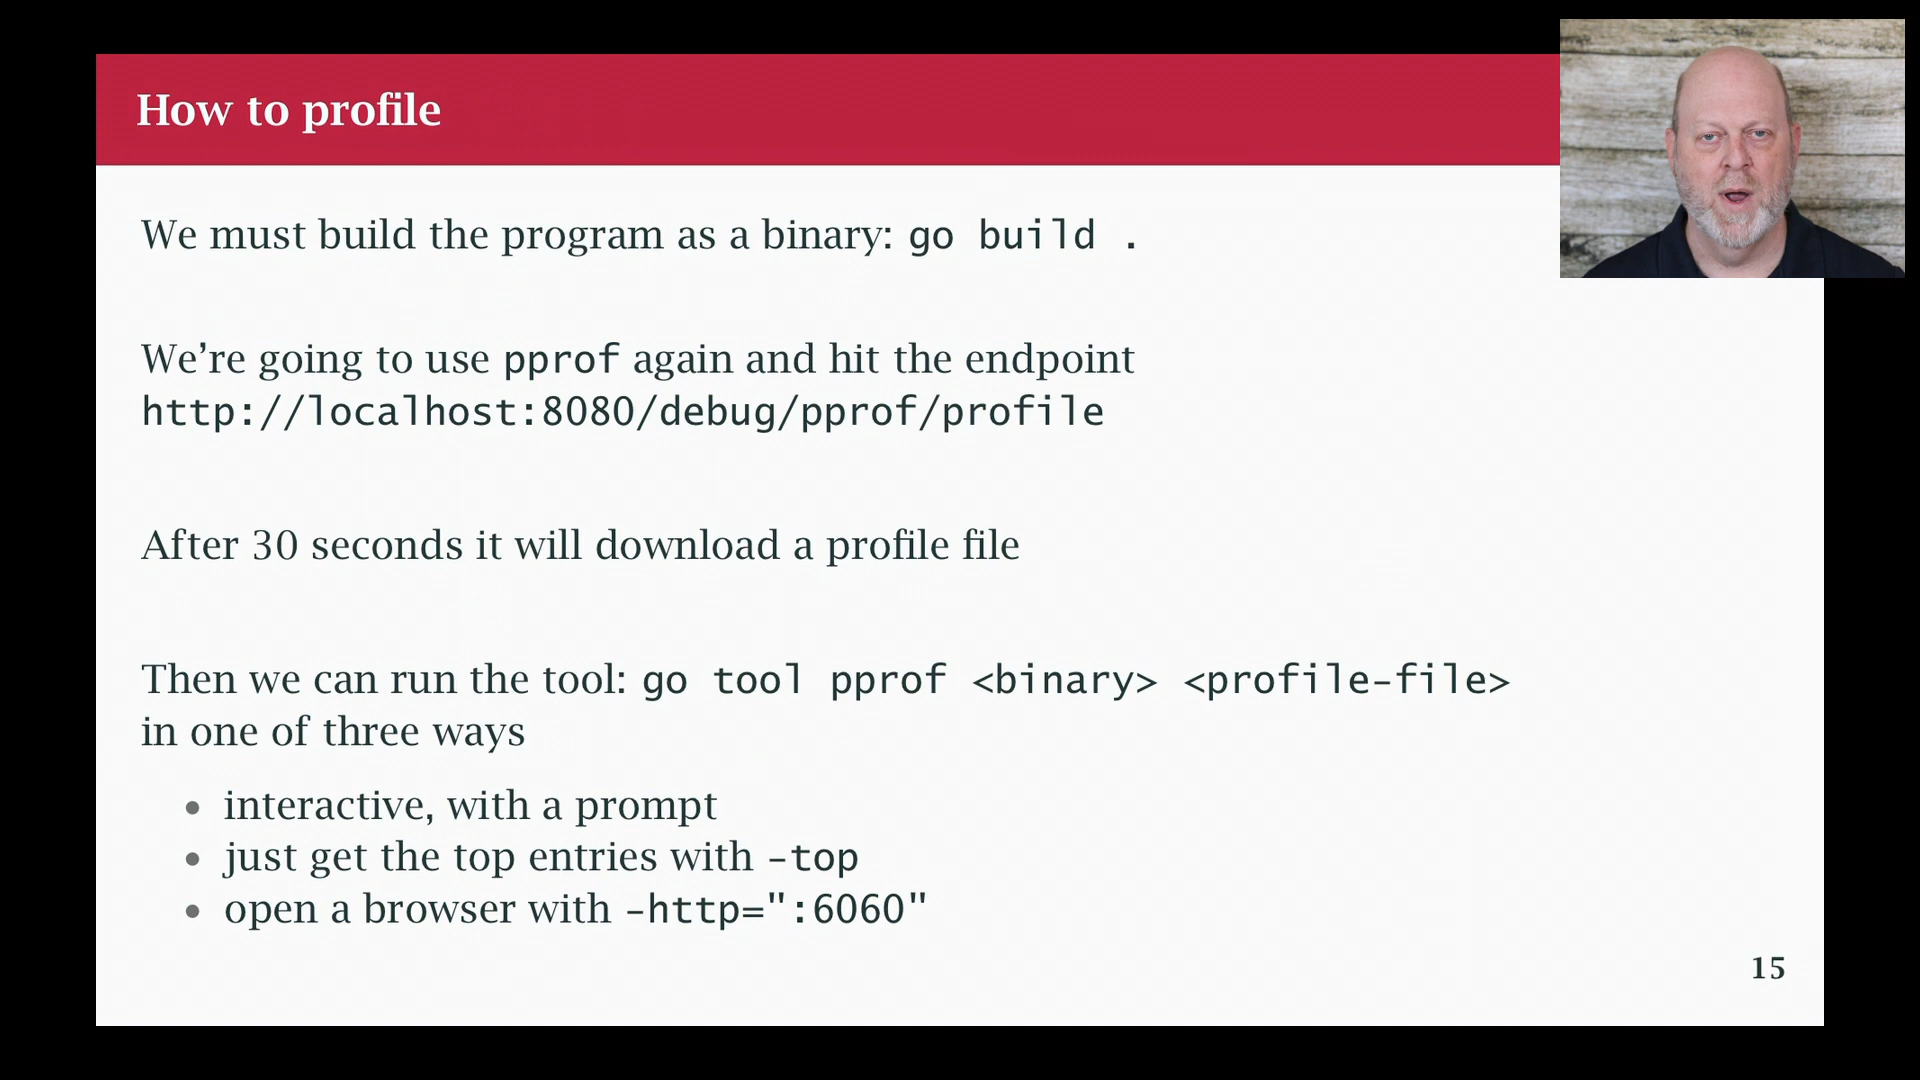 How to profile
We must build the program as a binary: go build .
We’re going to use pprof again and hit the endpoint
http://localhost:8080/debug/pprof/profile
After 30 seconds it will download a profile file
Then we can run the tool: go tool pprof <binary> <profile-file>
in one of three ways
• interactive, with a prompt
• just get the top entries with -top
• open a browser with -http=":6060"
15